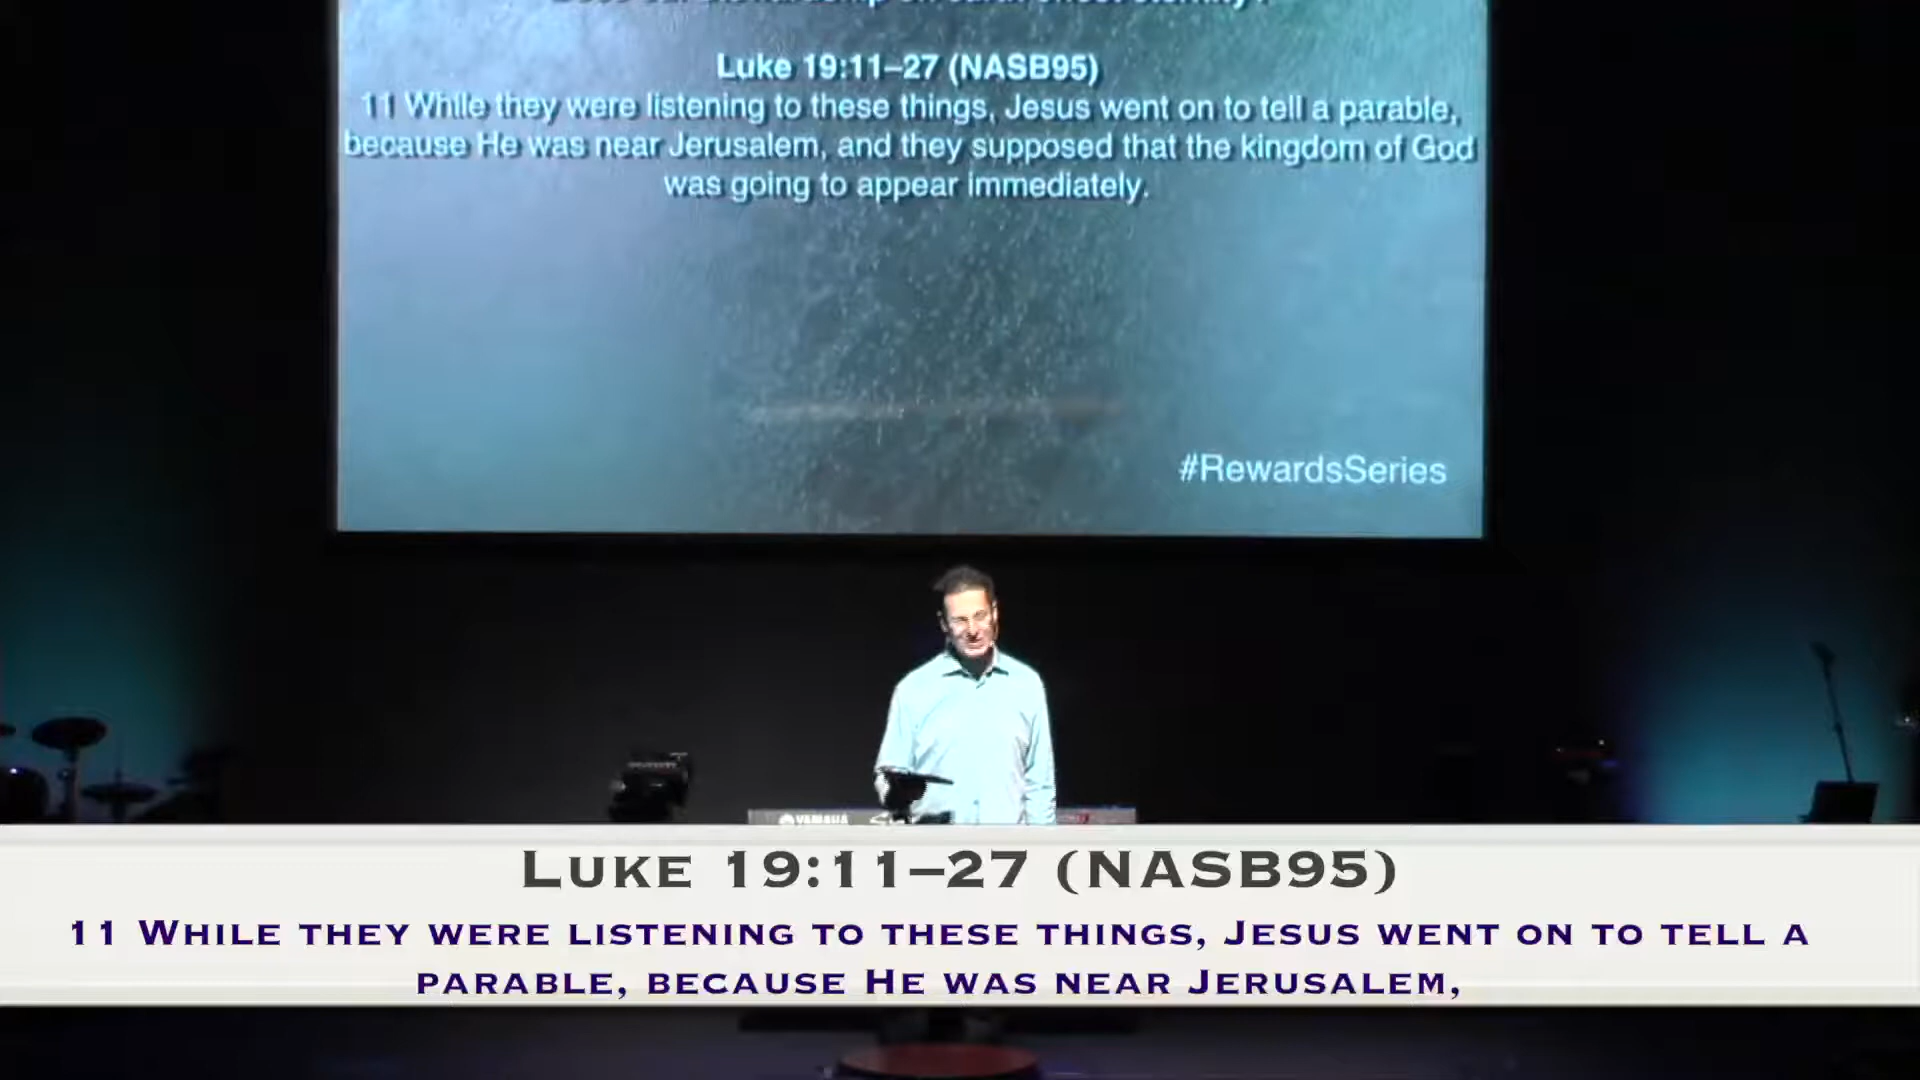 Luke 19:11–27 (NASB95)
11 While they were listening to these things, Jesus went on to tell a parable,
because He was near Jerusalem, and they supposed that the kingdom of God
was going to appear immediately.
#RewardsSeries
YAMAHA
Luke 19:11–27 (NASB95)
11 While they were listening to these things, Jesus went on to tell a
parable, because He was near Jerusalem,